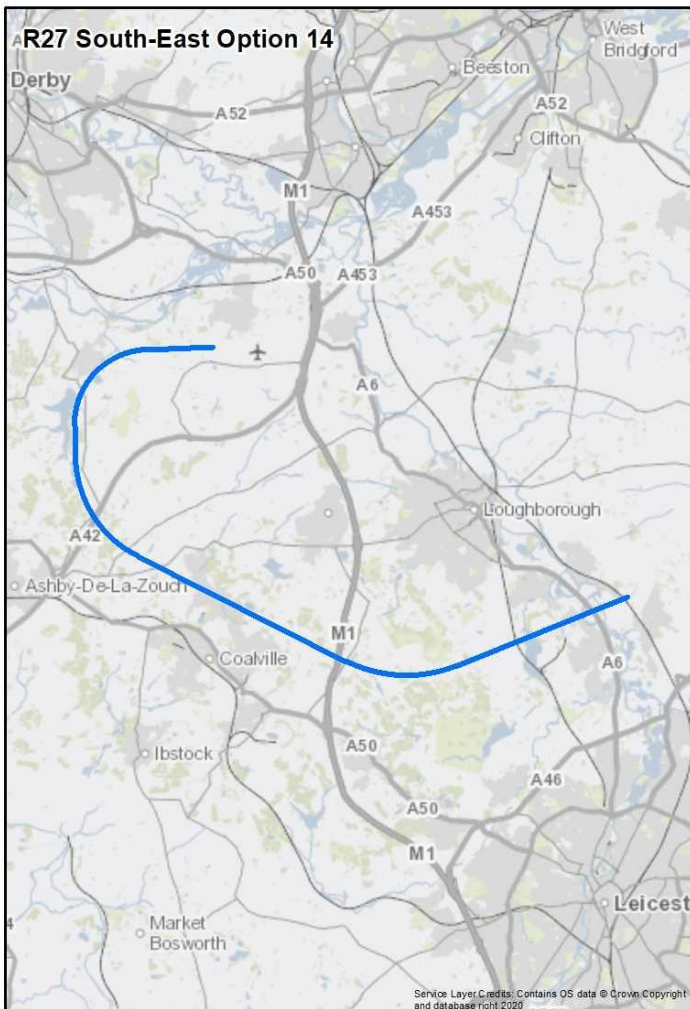 R27 South-East Option 14
West
Bridgford
Derby
Beeston
A52
A52
Clifton
M1
A453
A50
A453
A6
Loughborough
A42
Ashby-De-La-Zouch
M1
Coalville
A6
A50
Ibstock
A46
A50
M1
Leicest
4
Market
Bosworth
Service Layer Credits: Contains OS data © Crown Copyright
and database right 2020